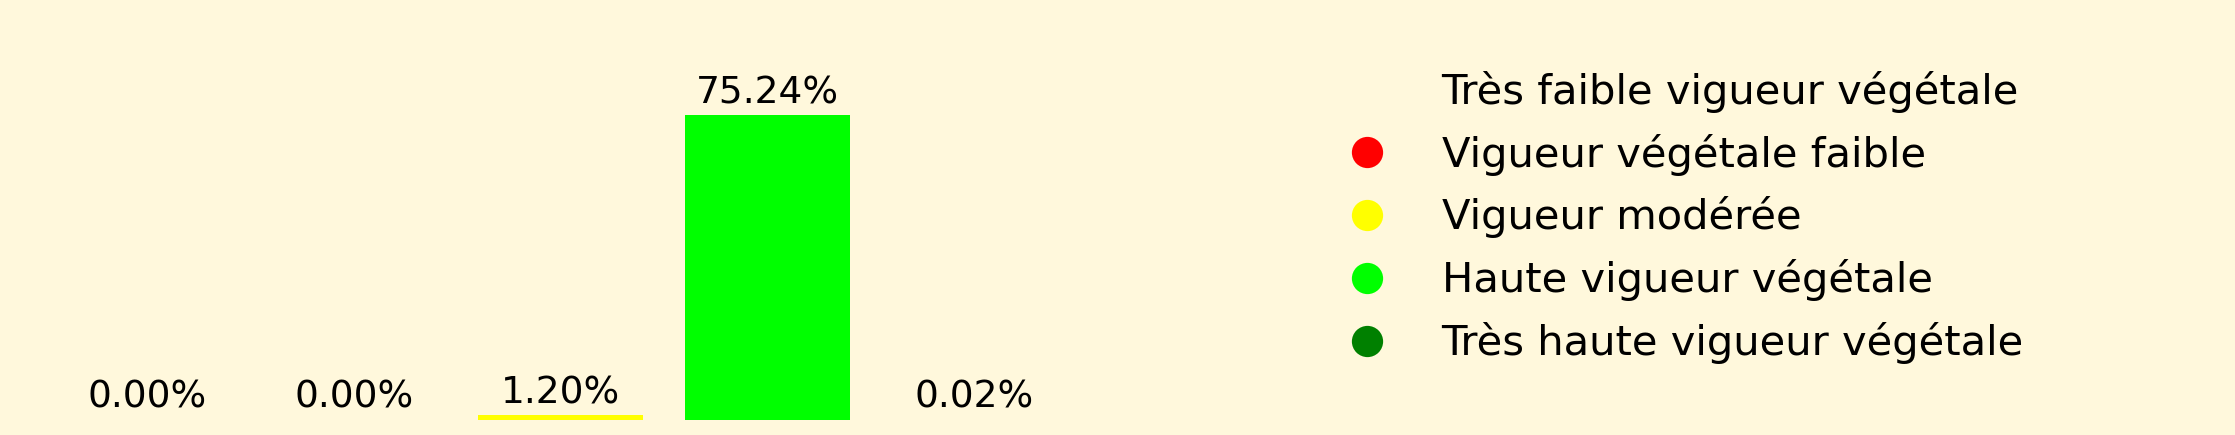 75.24%
0.00%
0.00%
1.20%
0.02%
Très faible vigueur végétale
Vigueur végétale faible
Vigueur modérée
Haute vigueur végétale
Très haute vigueur végétale